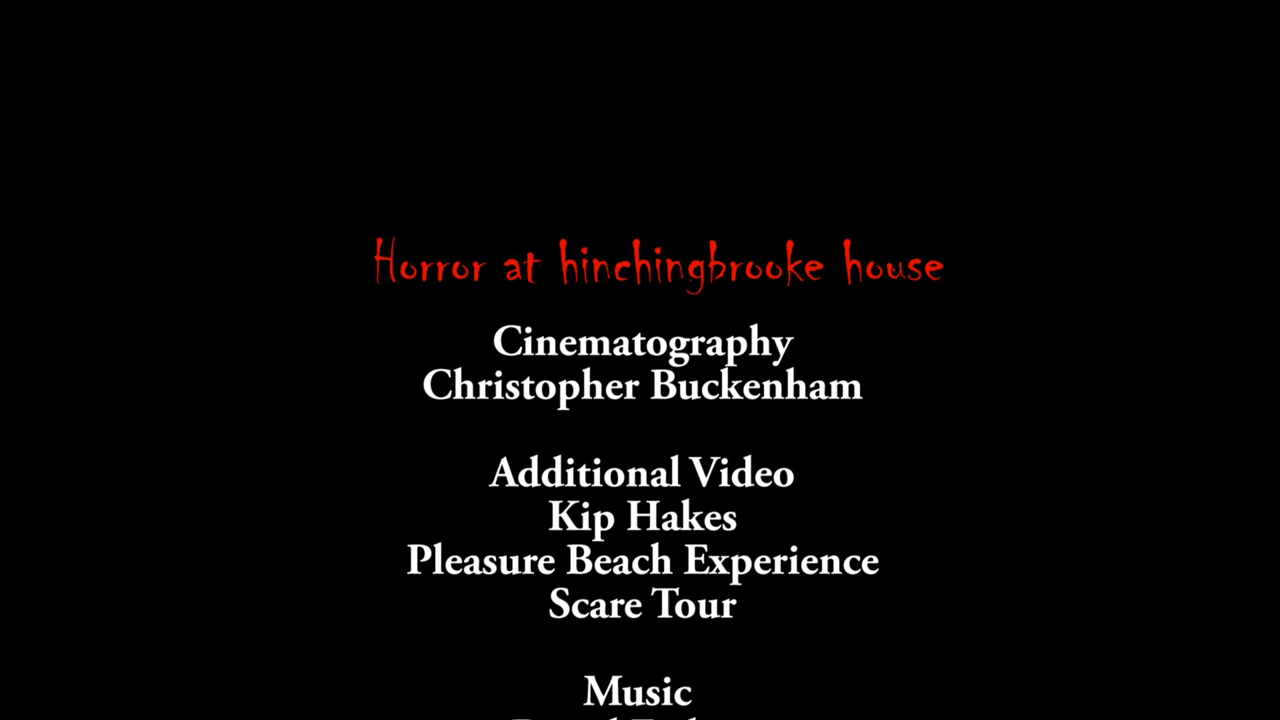 Horror at hinchingbrooke house
Cinematography
Christopher Buckenham
Additional Video
Kip Hakes
Pleasure Beach Experience
Scare Tour
Music